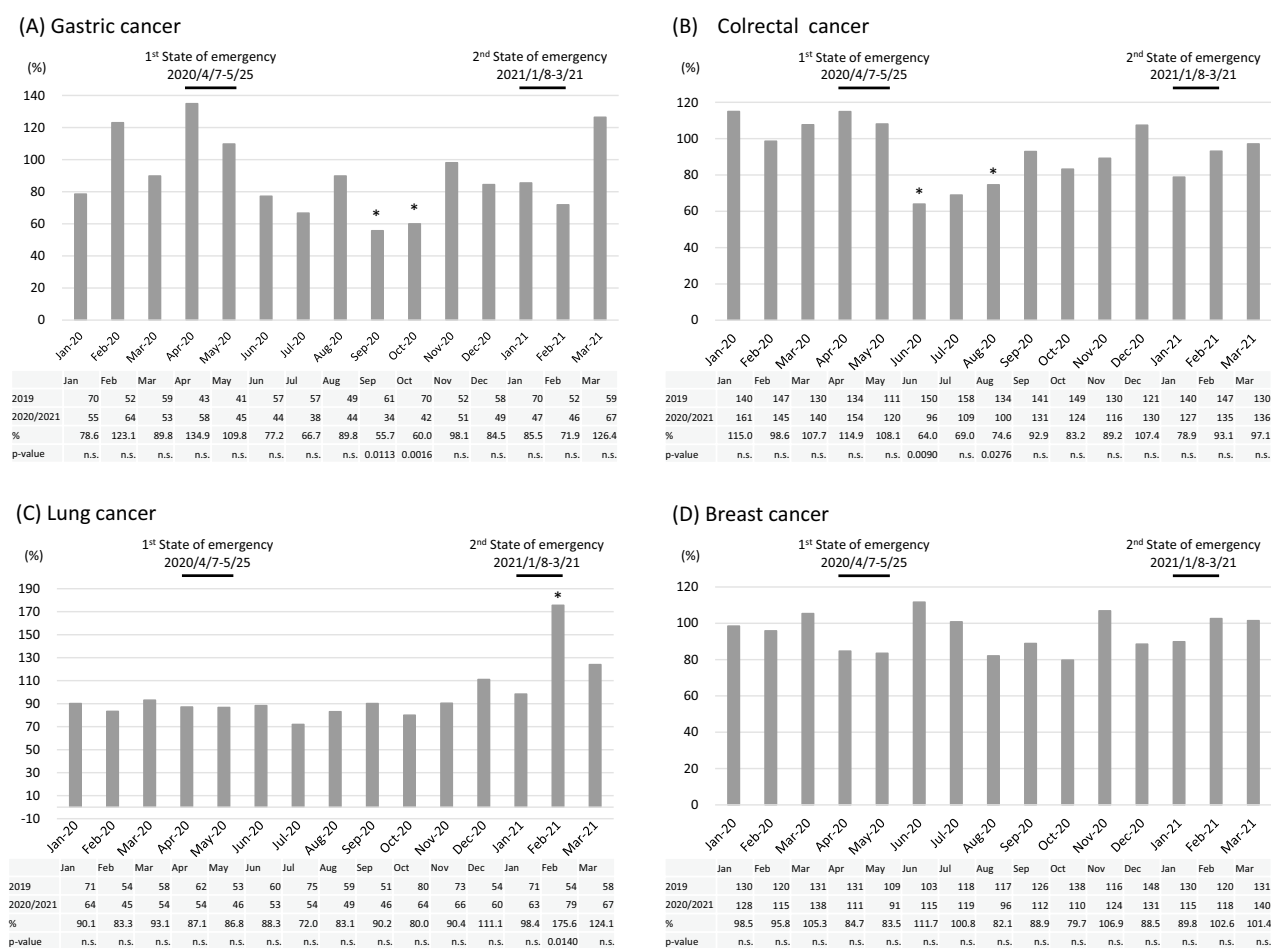 (A) Gastric cancer
1st State of emergency
2020/4/7-5/25
2nd State of emergency
2021/1/8-3/21
(%)
140
120
100
80
60
40
20
0
* *
Jan-20 Feb-20 Mar-20 Apr-20 May-20 Jun-20 Jul-20 Aug-20 Sep-20 Oct-20 Nov-20 Dec-20 Jan-21 Feb-21 Mar-21
Jan Feb Mar Apr May Jun Jul Aug Sep Oct Nov Dec Jan Feb Mar
2019 70 52 59 43 41 57 57 49 61 70 52 58 70 52 59
2020/2021 55 64 53 58 45 44 38 44 34 42 51 49 47 46 67
% 78.6 123.1 89.8 134.9 109.8 77.2 66.7 89.8 55.7 60.0 98.1 84.5 85.5 71.9 126.4
p-value n.s. n.s. n.s. n.s. n.s. n.s. n.s. n.s. 0.0113 0.0016 n.s. n.s. n.s. n.s. n.s.
(B) Colrectal cancer
1st State of emergency
2020/4/7-5/25
2nd State of emergency
2021/1/8-3/21
(%)
120
100
80
60
40
20
0
* *
Jan-20 Feb-20 Mar-20 Apr-20 May-20 Jun-20 Jul-20 Aug-20 Sep-20 Oct-20 Nov-20 Dec-20 Jan-21 Feb-21 Mar-21
Jan Feb Mar Apr May Jun Jul Aug Sep Oct Nov Dec Jan Feb Mar
2019 140 147 130 134 111 150 158 134 141 149 130 121 140 147 130
2020/2021 161 145 140 154 120 96 109 100 131 124 116 130 127 135 136
% 115.0 98.6 107.7 114.9 108.1 64.0 69.0 74.6 92.9 83.2 89.2 107.4 78.9 93.1 97.1
p-value n.s. n.s. n.s. n.s. n.s. 0.0090 n.s. 0.0276 n.s. n.s. n.s. n.s. n.s. n.s. n.s.
(C) Lung cancer
1st State of emergency
2020/4/7-5/25
2nd State of emergency
2021/1/8-3/21
(%)
190
170
150
130
110
90
70
50
30
10
-10
*
Jan-20 Feb-20 Mar-20 Apr-20 May-20 Jun-20 Jul-20 Aug-20 Sep-20 Oct-20 Nov-20 Dec-20 Jan-21 Feb-21 Mar-21
Jan Feb Mar Apr May Jun Jul Aug Sep Oct Nov Dec Jan Feb Mar
2019 71 54 58 62 53 60 75 59 51 80 73 54 71 54 58
2020/2021 64 45 54 54 46 53 54 49 46 64 66 60 63 79 67
% 90.1 83.3 93.1 87.1 86.8 88.3 72.0 83.1 90.2 80.0 90.4 111.1 98.4 175.6 124.1
p-value n.s. n.s. n.s. n.s. n.s. n.s. n.s. n.s. n.s. n.s. n.s. n.s. n.s. 0.0140 n.s.
(D) Breast cancer
1st State of emergency
2020/4/7-5/25
2nd State of emergency
2021/1/8-3/21
(%)
120
100
80
60
40
20
0
Jan-20 Feb-20 Mar-20 Apr-20 May-20 Jun-20 Jul-20 Aug-20 Sep-20 Oct-20 Nov-20 Dec-20 Jan-21 Feb-21 Mar-21
Jan Feb Mar Apr May Jun Jul Aug Sep Oct Nov Dec Jan Feb Mar
2019 130 120 131 131 109 103 118 117 126 138 116 148 130 120 131
2020/2021 128 115 138 111 91 115 119 96 112 110 124 131 115 118 140
% 98.5 95.8 105.3 84.7 83.5 111.7 100.8 82.1 88.9 79.7 106.9 88.5 89.8 102.6 101.4
p-value n.s. n.s. n.s. n.s. n.s. n.s. n.s. n.s. n.s. n.s. n.s. n.s. n.s. n.s. n.s.